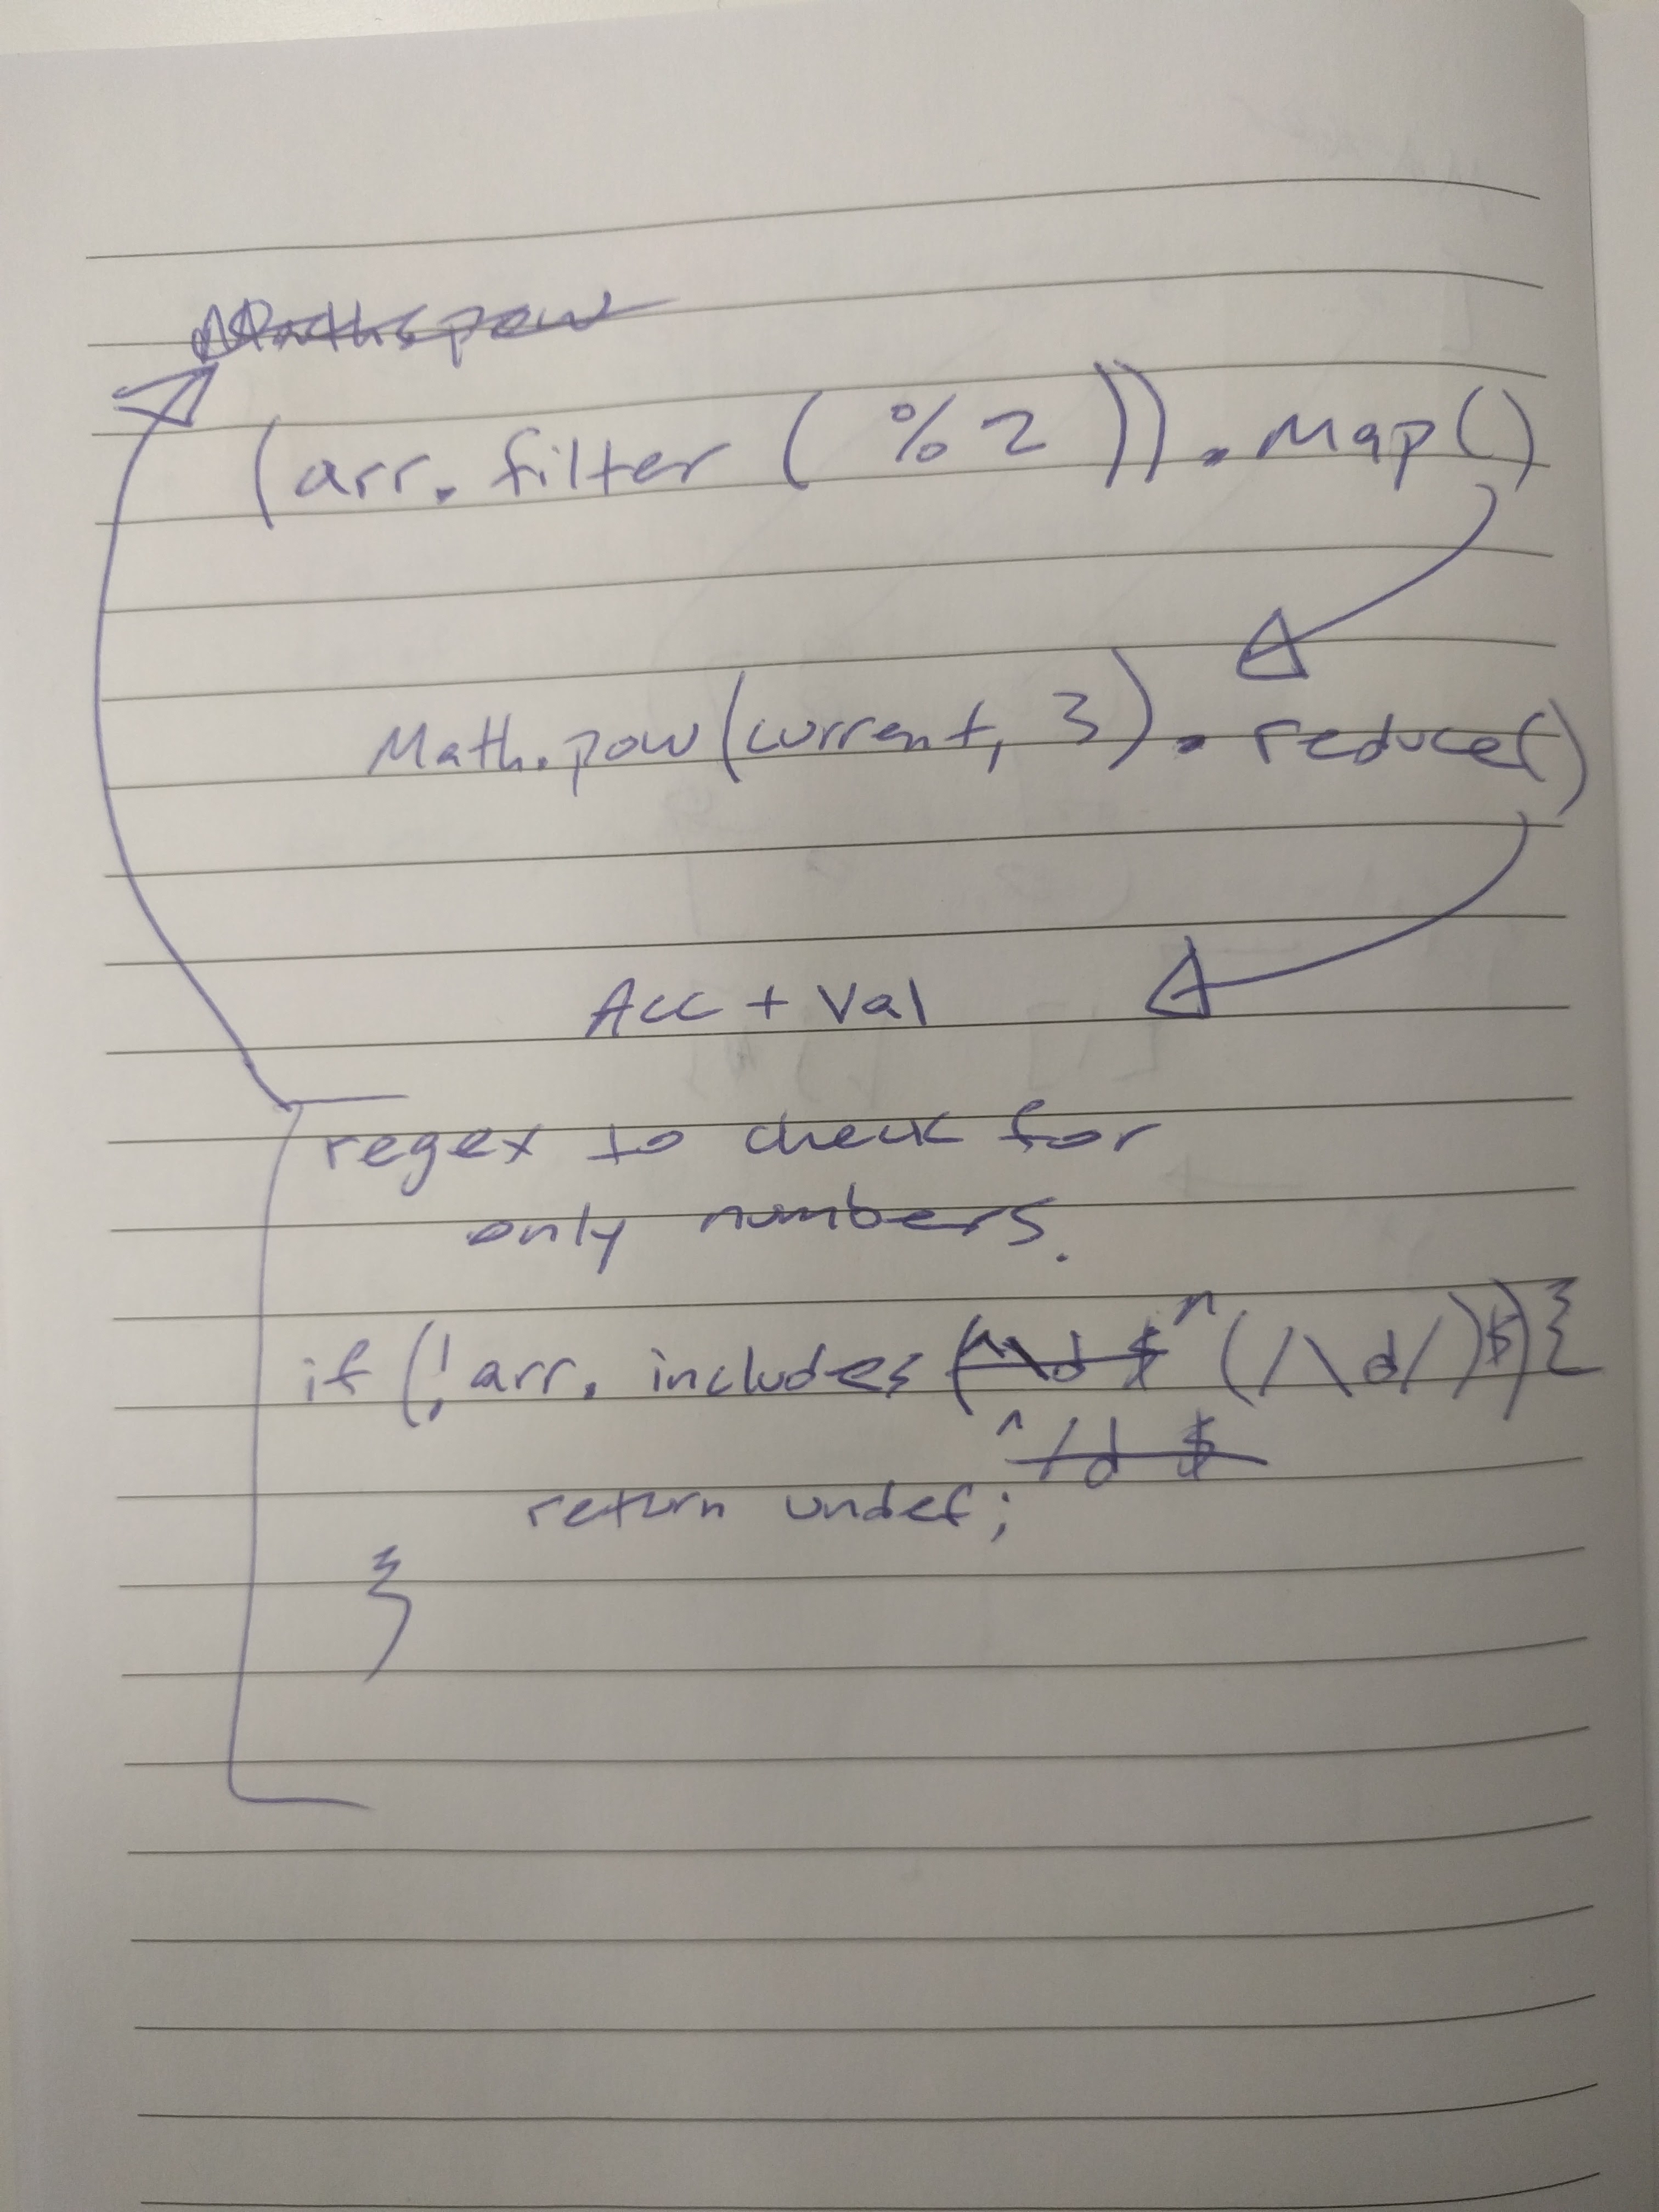 Math.pow
(arr.filter ( %2 )).Map()
Math.pow(current, 3).reduce()
Acc + Val
regex to check for
only numbers.
if (!arr.includes (^\d $ ^(/\d/)$){
^/d $
return undef;
}